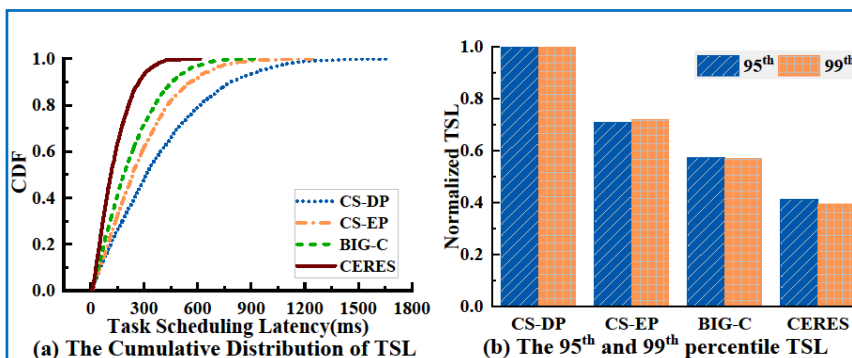 1.0
0.8
0.6
0.4
0.2
0.0
CDF
CS-DP
CS-EP
BIG-C
CERES
0 300 600 900 1200 1500 1800
Task Scheduling Latency(ms)
(a) The Cumulative Distribution of TSL
1.0
0.8
0.6
0.4
0.2
0.0
Normalized TSL
95th 99th
CS-DP CS-EP BIG-C CERES
(b) The 95th and 99th percentile TSL